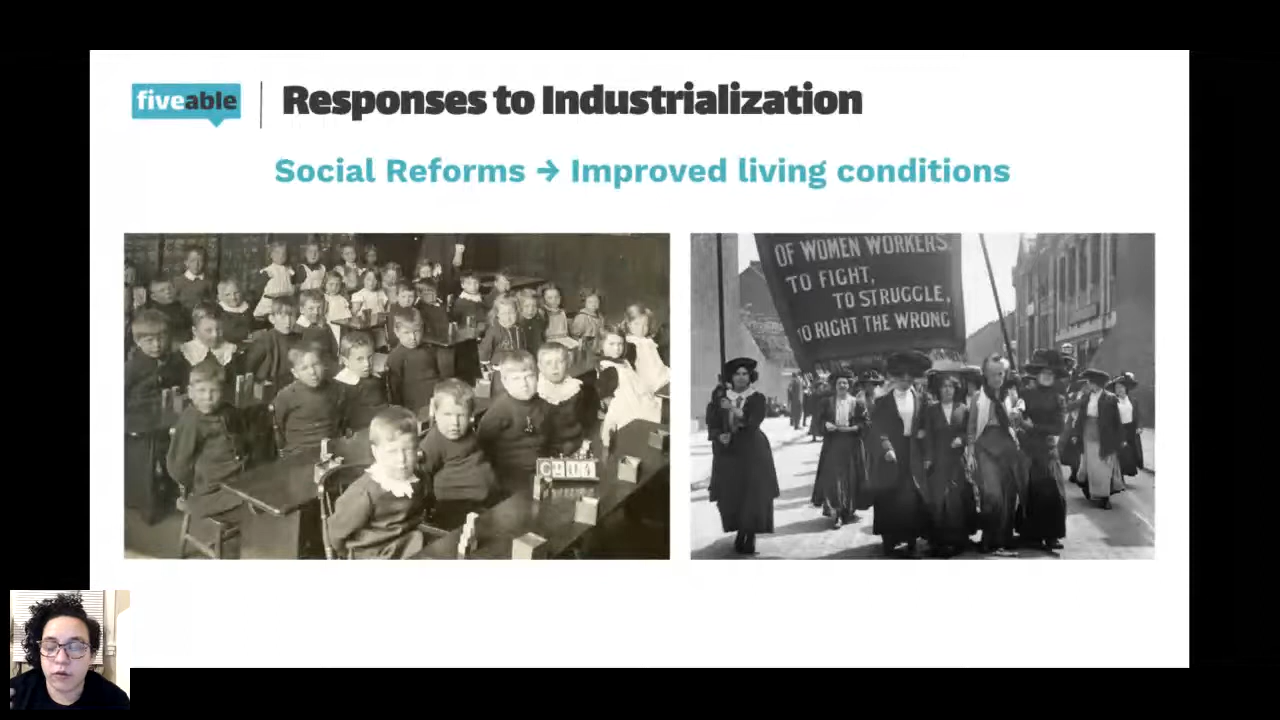 fiveable
Responses to Industrialization
Social Reforms → Improved living conditions
OF WOMEN WORKERS.
TO FIGHT,
TO STRUGGLE,
TO RIGHT THE WRONG